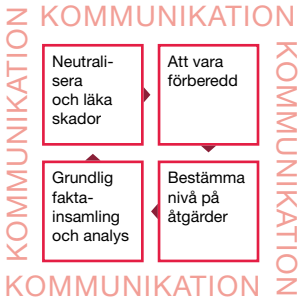 KOMMUNIKATION
KOMMUNIKATION
Neutrali-
sera
och läka
skador
Att vara
förberedd
KOMMUNIKATION
Grundlig
fakta-
insamling
och analys
Bestämma
nivå på
åtgärder
KOMMUNIKATION